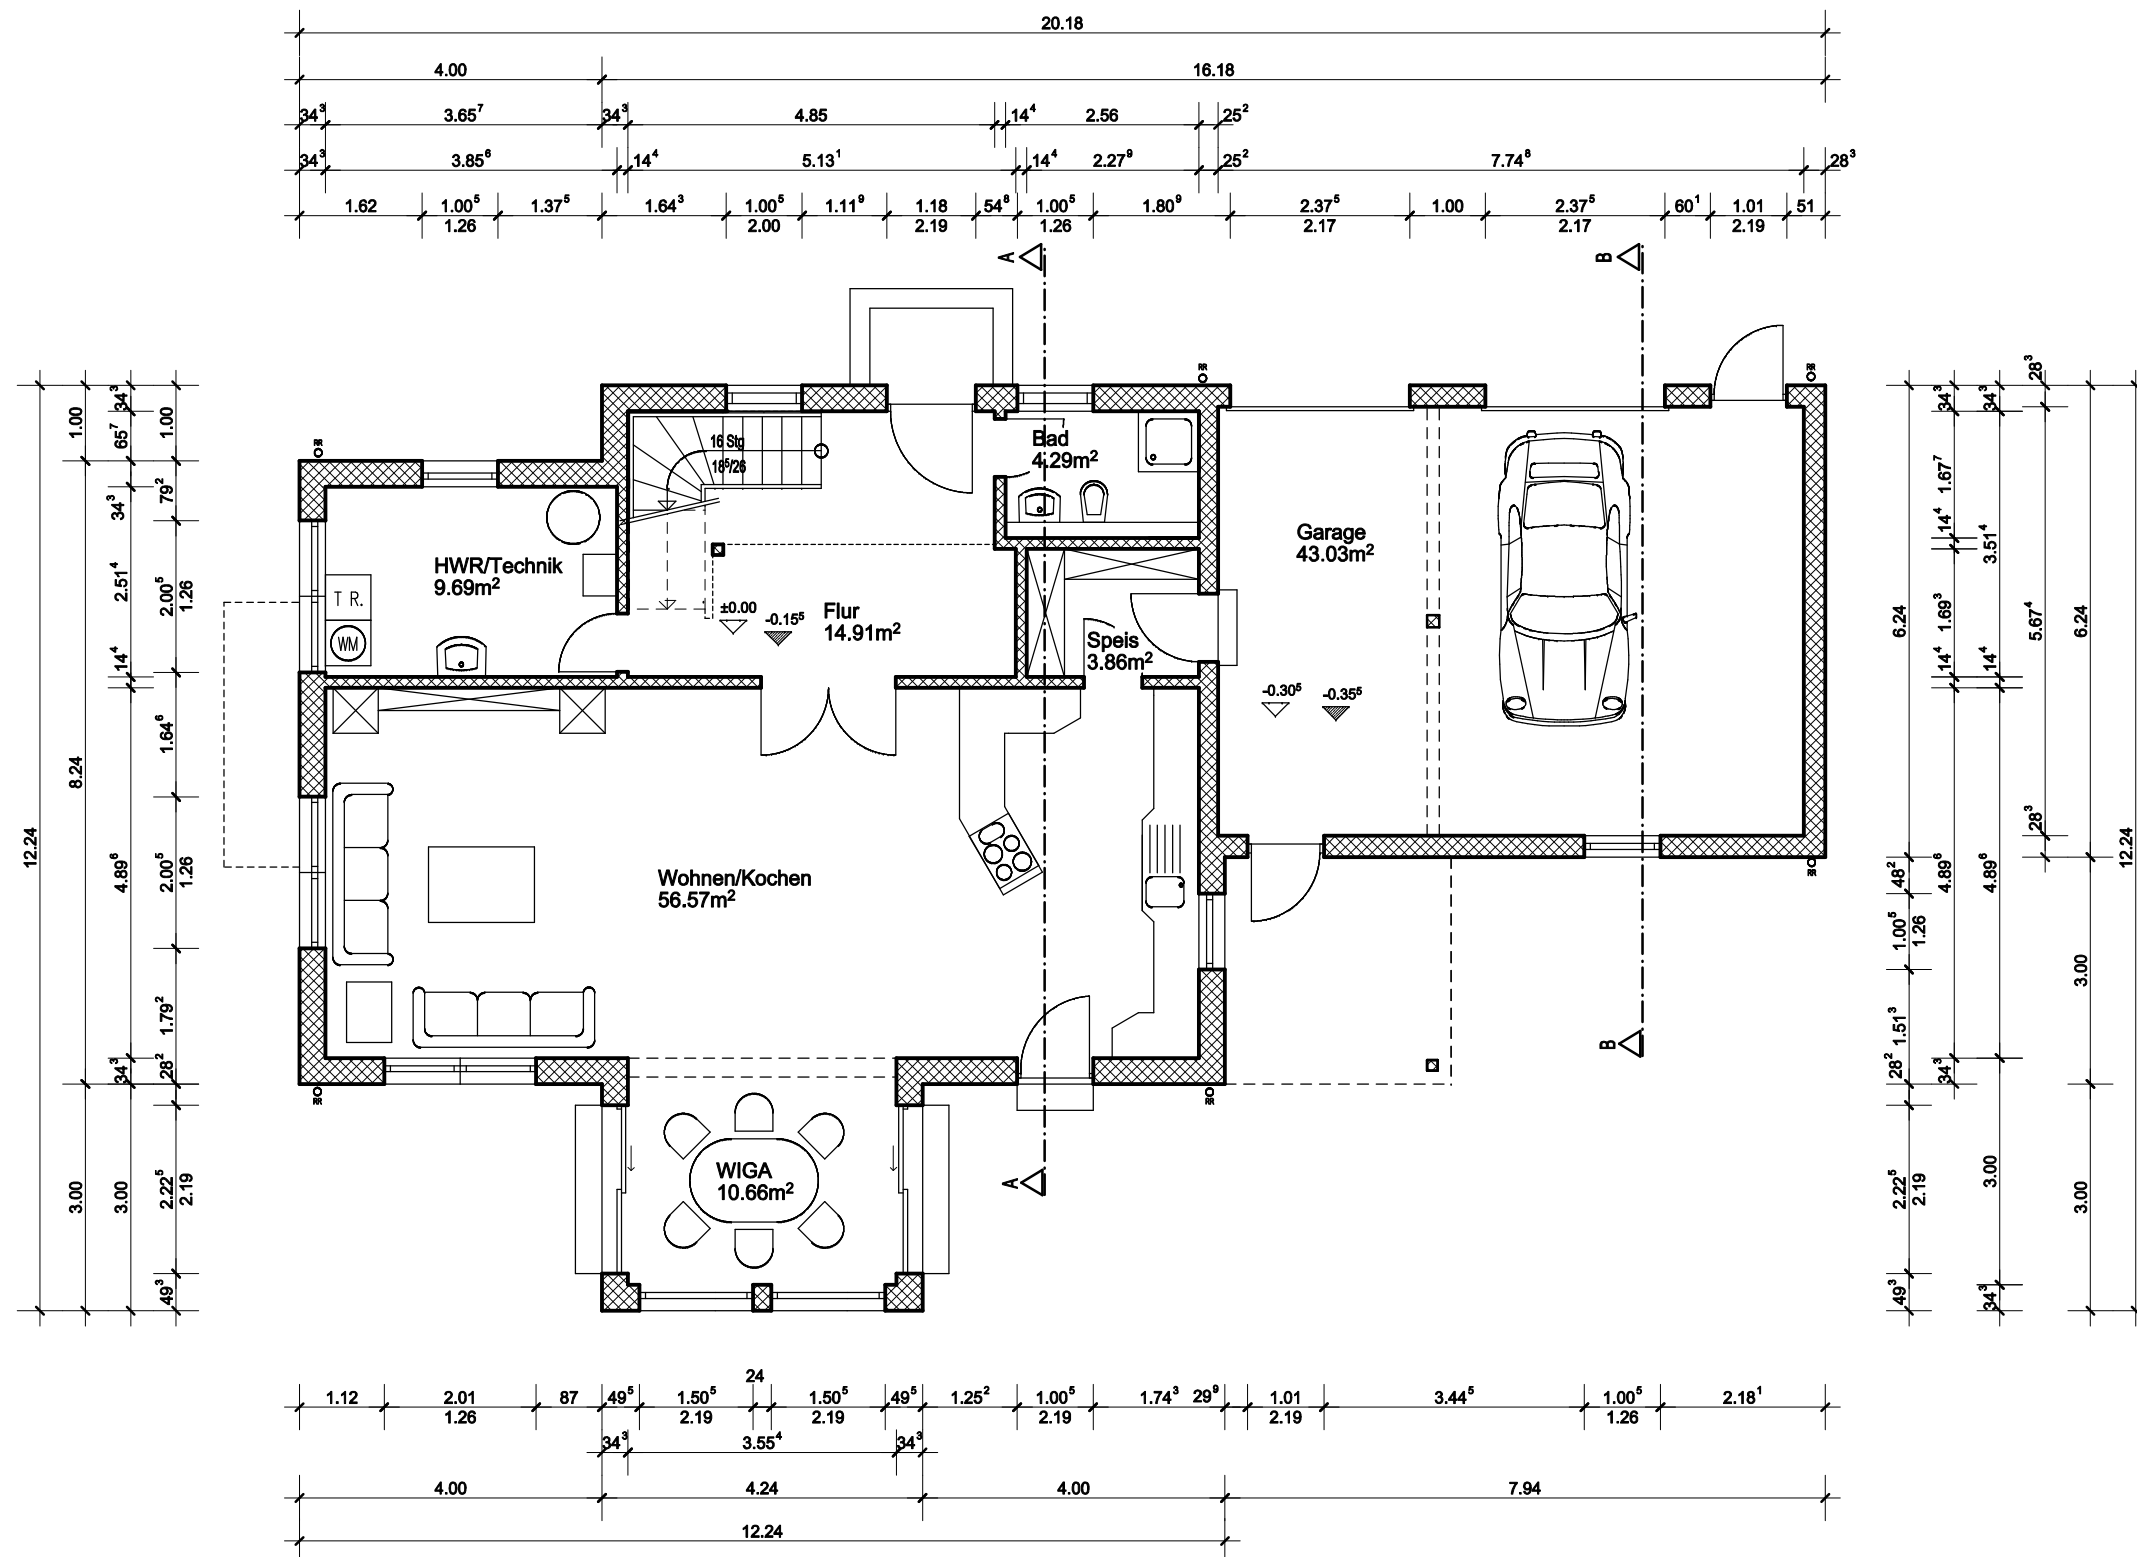 20.18
4.00 16.18
34³ 3.65⁷ 34³ 4.85 14⁴ 2.56 25²
34³ 3.85⁶ 14⁴ 5.13¹ 14⁴ 2.27⁹ 25² 7.74⁸ 28³
1.62 1.00⁵ 1.37⁵ 1.64³ 1.00⁵ 1.11⁹ 1.18 54⁸ 1.00⁵ 1.80⁹ 2.37⁵ 1.00 2.37⁵ 60¹ 1.01 51
1.26 2.00 2.19 1.26 2.17 2.17 2.19
A
B
RR
RR
RR
16 Stg
18⁵/26
Bad
4.29m²
HWR/Technik
9.69m²
T R.
WM
±0.00
-0.15⁵
Flur
14.91m²
Speis
3.86m²
Garage
43.03m²
-0.30⁵
-0.35⁵
Wohnen/Kochen
56.57m²
RR
RR
RR
WIGA
10.66m²
A
B
12.24
1.00 8.24 3.00
34³ 65⁷ 34³ 2.51⁴ 14⁴ 4.89⁶ 34³ 3.00
1.00 79² 2.00⁵ 1.64⁶ 2.00⁵ 1.79² 28² 2.22⁵ 49³
1.26 1.26 2.19
6.24 48² 1.00⁵ 1.51³ 28² 2.22⁵ 49³
1.26 2.19
34³ 1.67⁷ 14⁴ 1.69³ 14⁴ 4.89⁶ 34³
34³ 3.51⁴ 14⁴ 4.89⁶ 3.00 34³
28³ 5.67⁴ 28³
6.24 3.00 3.00
12.24
24
1.12 2.01 87 49⁵ 1.50⁵ 1.50⁵ 49⁵ 1.25² 1.00⁵ 1.74³ 29⁹ 1.01 3.44⁵ 1.00⁵ 2.18¹
1.26 2.19 2.19 2.19 2.19 1.26
34³ 3.55⁴ 34³
4.00 4.24 4.00 7.94
12.24